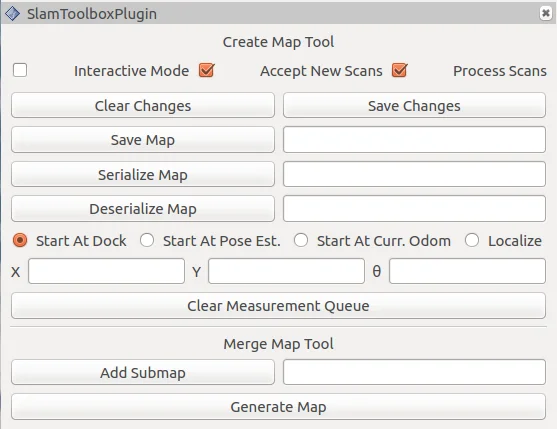 SlamToolboxPlugin
Create Map Tool
Interactive Mode Accept New Scans Process Scans
Clear Changes Save Changes
Save Map
Serialize Map
Deserialize Map
Start At Dock Start At Pose Est. Start At Curr. Odom Localize
X Y θ
Clear Measurement Queue
Merge Map Tool
Add Submap
Generate Map